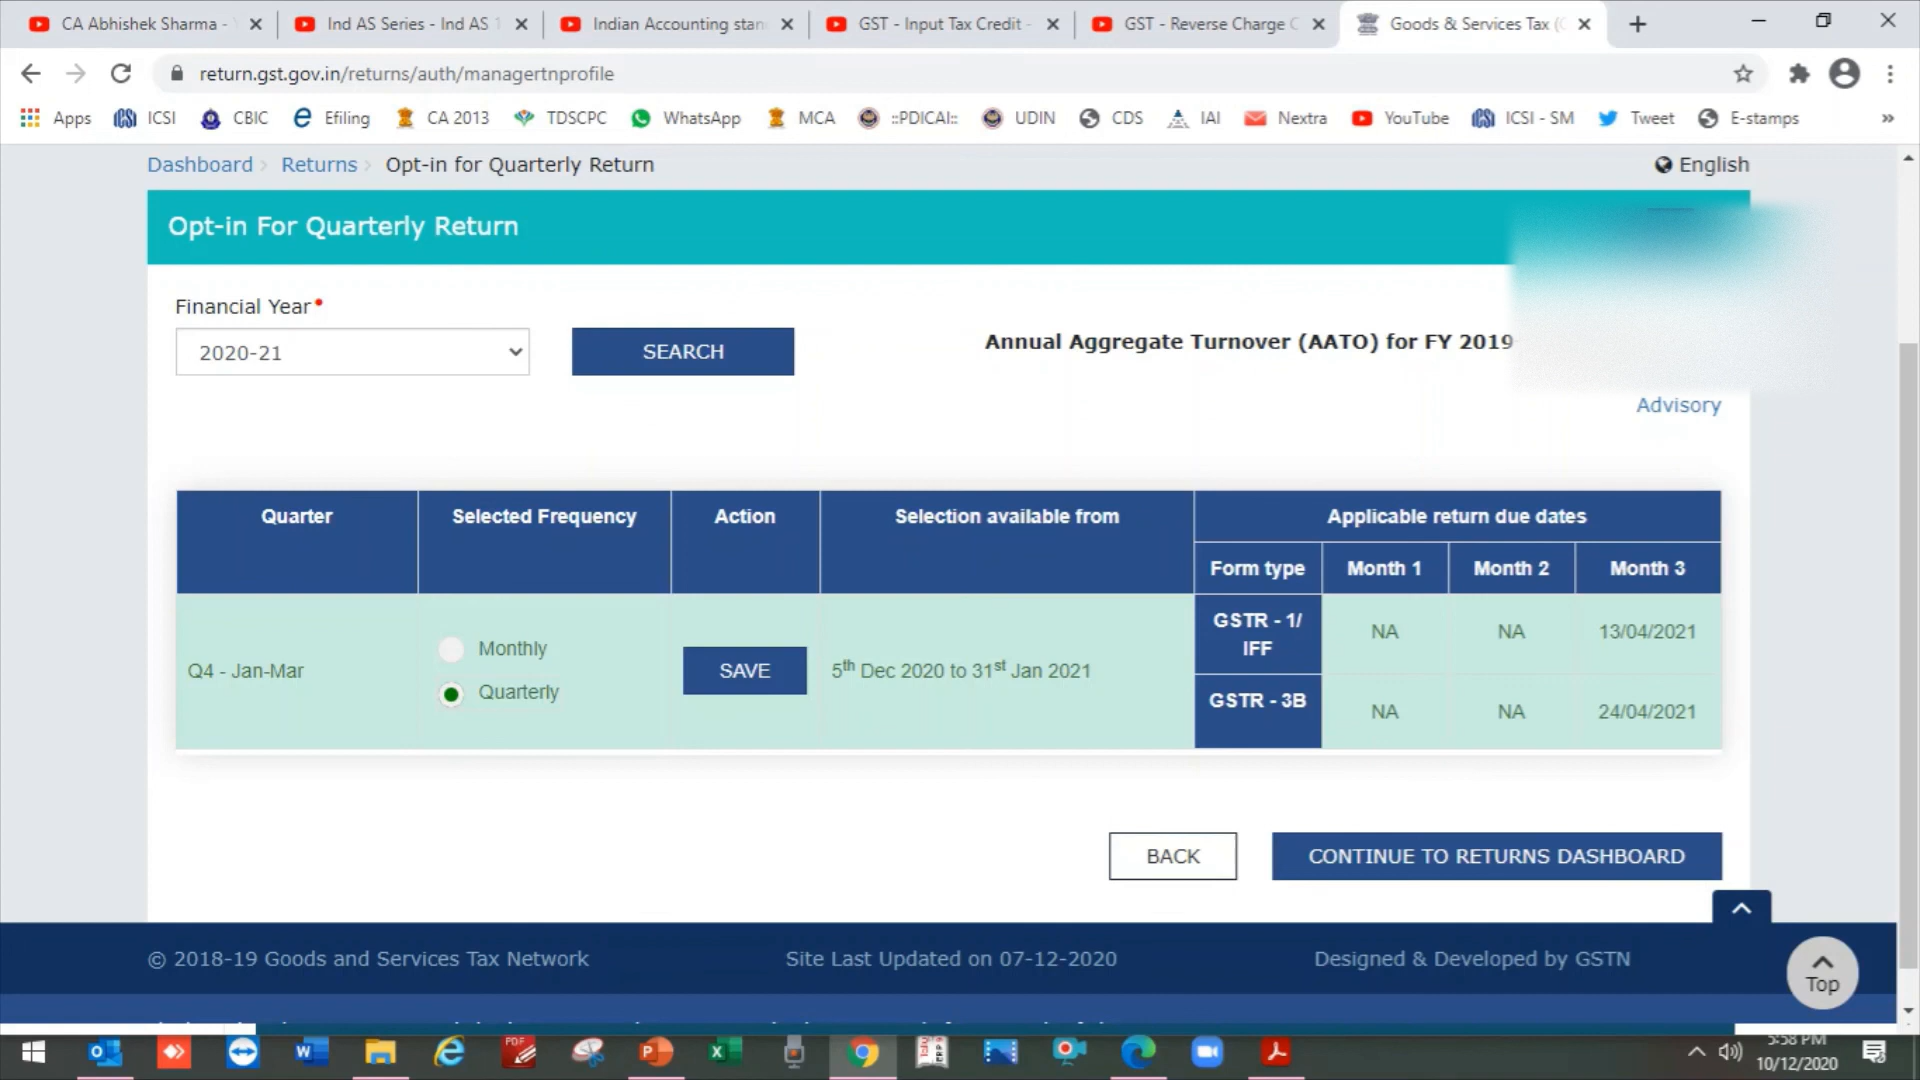 CA Abhishek Sharma -
Ind AS Series - Ind AS 1
Indian Accounting stan
GST - Input Tax Credit -
GST - Reverse Charge C
Goods & Services Tax (
return.gst.gov.in/returns/auth/managertnprofile
Apps ICSI CBIC Efiling CA 2013 TDSCPC WhatsApp MCA ::PDICAI:: UDIN CDS IAI Nextra YouTube ICSI - SM Tweet E-stamps »
Dashboard > Returns > Opt-in for Quarterly Return
English
Opt-in For Quarterly Return
Financial Year•
2020-21
SEARCH
Annual Aggregate Turnover (AATO) for FY 2019
Advisory
Quarter Selected Frequency Action Selection available from Applicable return due dates
Form type Month 1 Month 2 Month 3
Q4 - Jan-Mar
Monthly
Quarterly
SAVE
5th Dec 2020 to 31st Jan 2021
GSTR - 1/
IFF
NA NA 13/04/2021
GSTR - 3B
NA NA 24/04/2021
BACK
CONTINUE TO RETURNS DASHBOARD
© 2018-19 Goods and Services Tax Network
Site Last Updated on 07-12-2020
Designed & Developed by GSTN
Top
5:58 PM
10/12/2020